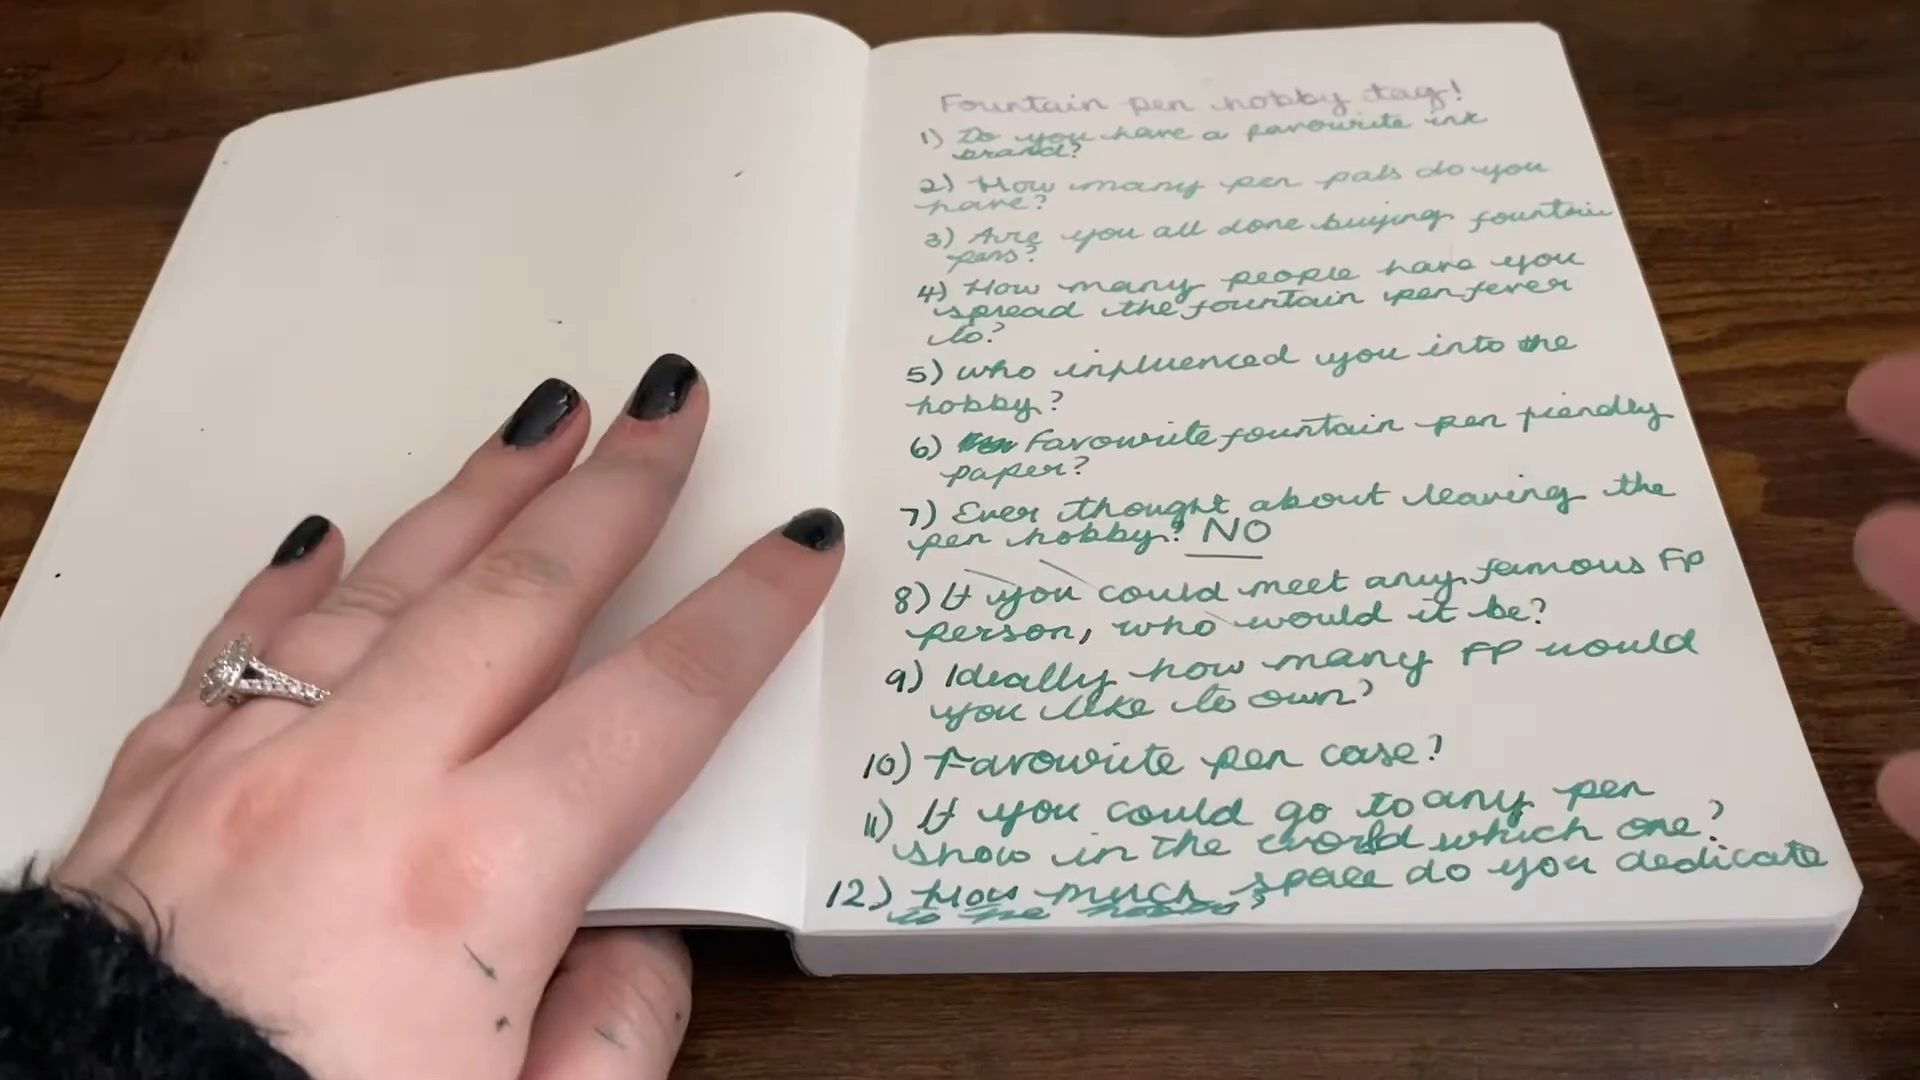 Fountain pen hobby tag!
1) Do you have a favourite ink
brand?
2) How many pen pals do you
have?
3) Are you all done buying fountain
pens?
4) How many people have you
spread the fountain pen fever
to?
5) who influenced you into the
hobby?
6) Favourite fountain pen fiendly
paper?
7) Ever thought about leaving the
pen hobby? NO
8) If you could meet any famous FP
person, who would it be?
9) Ideally how many FP would
you like to own?
10) Favourite pen case?
11) If you could go to any pen
show in the world which one?
12) How much space do you dedicate
to the hobby?